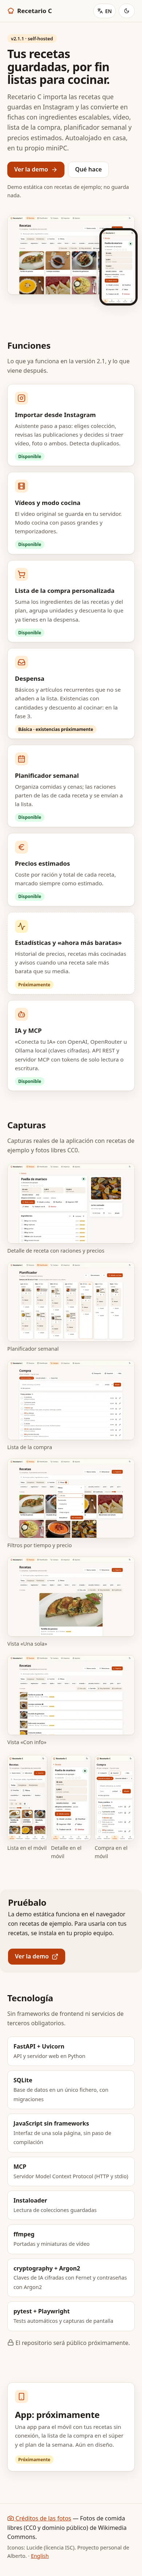 Recetario C
EN
v2.1.1 · self-hosted
Tus recetas
guardadas, por fin
listas para cocinar.
Recetario C importa las recetas que
guardas en Instagram y las convierte en
fichas con ingredientes escalables, vídeo,
lista de la compra, planificador semanal y
precios estimados. Autoalojado en casa,
en tu propio miniPC.
Ver la demo
Qué hace
Demo estática con recetas de ejemplo; no guarda
nada.
Funciones
Lo que ya funciona en la versión 2.1, y lo que
viene después.
Importar desde Instagram
Asistente paso a paso: eliges colección,
revisas las publicaciones y decides si traer
vídeo, foto o ambos. Detecta duplicados.
Disponible
Vídeos y modo cocina
El vídeo original se guarda en tu servidor.
Modo cocina con pasos grandes y
temporizadores.
Disponible
Lista de la compra personalizada
Suma los ingredientes de las recetas y del
plan, agrupa unidades y descuenta lo que
ya tienes en la despensa.
Disponible
Despensa
Básicos y artículos recurrentes que no se
añaden a la lista. Existencias con
cantidades y descuento al cocinar: en la
fase 3.
Básica · existencias próximamente
Planificador semanal
Organiza comidas y cenas; las raciones
parten de las de cada receta y se envían a
la lista.
Disponible
Precios estimados
Coste por ración y total de cada receta,
marcado siempre como estimado.
Disponible
Estadísticas y «ahora más baratas»
Historial de precios, recetas más cocinadas
y avisos cuando una receta sale más
barata que su media.
Próximamente
IA y MCP
«Conecta tu IA» con OpenAI, OpenRouter u
Ollama local (claves cifradas). API REST y
servidor MCP con tokens de solo lectura o
escritura.
Disponible
Capturas
Capturas reales de la aplicación con recetas de
ejemplo y fotos libres CC0.
Detalle de receta con raciones y precios
Planificador semanal
Lista de la compra
Filtros por tiempo y precio
Vista «Una sola»
Vista «Con info»
Lista en el móvil
Detalle en el
móvil
Compra en el
móvil
Pruébalo
La demo estática funciona en el navegador
con recetas de ejemplo. Para usarla con tus
recetas, se instala en tu propio equipo.
Ver la demo
Tecnología
Sin frameworks de frontend ni servicios de
terceros obligatorios.
FastAPI + Uvicorn
API y servidor web en Python
SQLite
Base de datos en un único fichero, con
migraciones
JavaScript sin frameworks
Interfaz de una sola página, sin paso de
compilación
MCP
Servidor Model Context Protocol (HTTP y stdio)
Instaloader
Lectura de colecciones guardadas
ffmpeg
Portadas y miniaturas de vídeo
cryptography + Argon2
Claves de IA cifradas con Fernet y contraseñas
con Argon2
pytest + Playwright
Tests automáticos y capturas de pantalla
El repositorio será público próximamente.
App: próximamente
Una app para el móvil con tus recetas sin
conexión, la lista de la compra en el súper
y el plan de la semana. Aún en diseño.
Próximamente
Créditos de las fotos — Fotos de comida
libres (CC0 y dominio público) de Wikimedia
Commons.
Iconos: Lucide (licencia ISC). Proyecto personal de
Alberto. · English